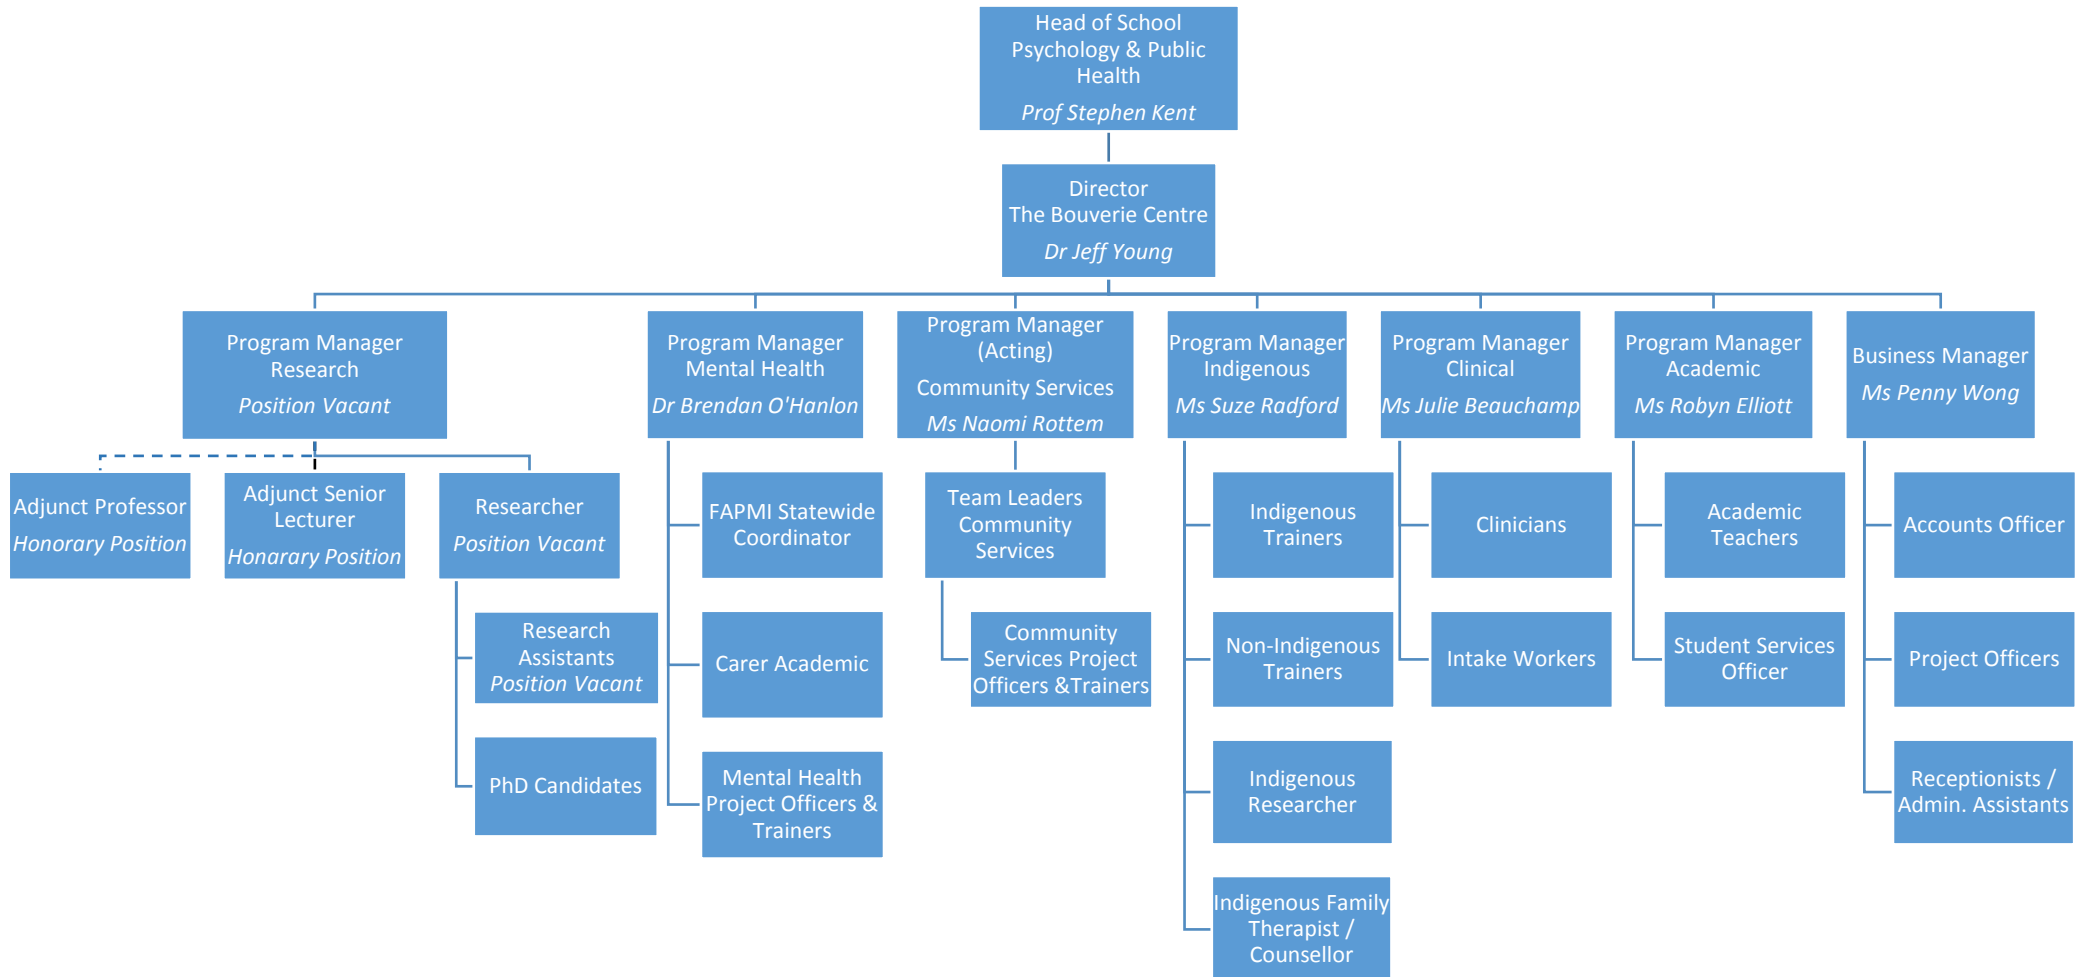 Head of School
Psychology & Public
Health
Prof Stephen Kent
Director
The Bouverie Centre
Dr Jeff Young
Program Manager
Research
Position Vacant
Program Manager
Mental Health
Dr Brendan O'Hanlon
Program Manager
(Acting)
Community Services
Ms Naomi Rottem
Program Manager
Indigenous
Ms Suze Radford
Program Manager
Clinical
Ms Julie Beauchamp
Program Manager
Academic
Ms Robyn Elliott
Business Manager
Ms Penny Wong
Adjunct Professor
Honorary Position
Adjunct Senior
Lecturer
Honarary Position
Researcher
Position Vacant
Research
Assistants
Position Vacant
PhD Candidates
FAPMI Statewide
Coordinator
Carer Academic
Mental Health
Project Officers &
Trainers
Team Leaders
Community
Services
Community
Services Project
Officers &Trainers
Indigenous
Trainers
Non-Indigenous
Trainers
Indigenous
Researcher
Indigenous Family
Therapist /
Counsellor
Clinicians
Intake Workers
Academic
Teachers
Student Services
Officer
Accounts Officer
Project Officers
Receptionists /
Admin. Assistants